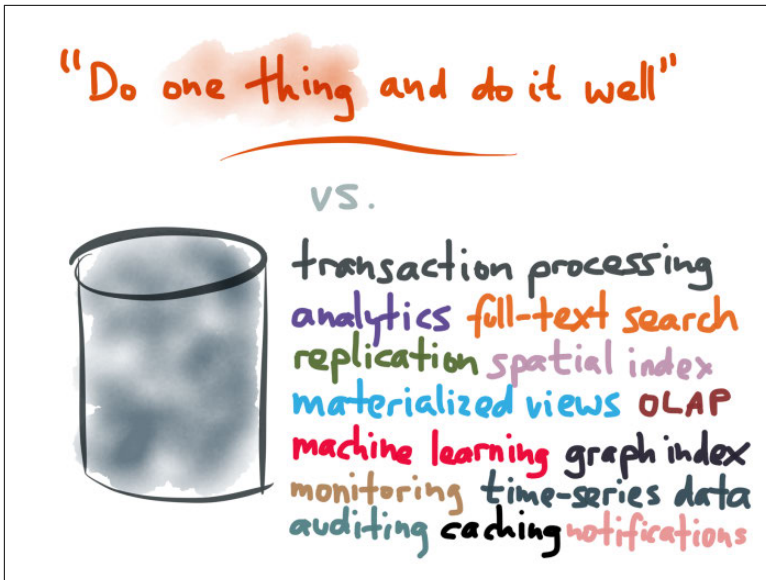 "Do one thing and do it well"
vs.
transaction processing
analytics full-text search
replication spatial index
materialized views OLAP
machine learning graph index
monitoring time-series data
auditing caching notifications